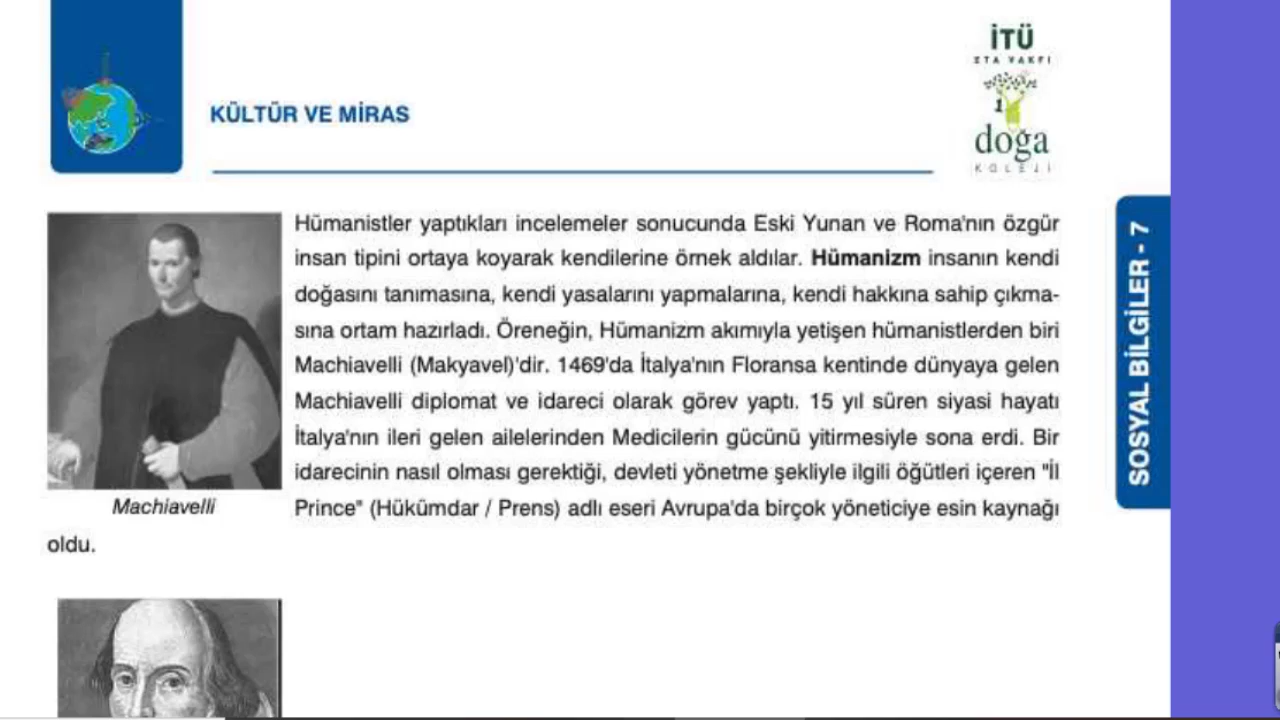 İTÜ
ETA VAKFI
1
doğa
KOLEJİ
KÜLTÜR VE MİRAS
SOSYAL BİLGİLER - 7
Hümanistler yaptıkları incelemeler sonucunda Eski Yunan ve Roma'nın özgür
insan tipini ortaya koyarak kendilerine örnek aldılar. Hümanizm insanın kendi
doğasını tanımasına, kendi yasalarını yapmalarına, kendi hakkına sahip çıkma-
sına ortam hazırladı. Öreneğin, Hümanizm akımıyla yetişen hümanistlerden biri
Machiavelli (Makyavel)'dir. 1469'da İtalya'nın Floransa kentinde dünyaya gelen
Machiavelli diplomat ve idareci olarak görev yaptı. 15 yıl süren siyasi hayatı
İtalya'nın ileri gelen ailelerinden Medicilerin gücünü yitirmesiyle sona erdi. Bir
idarecinin nasıl olması gerektiği, devleti yönetme şekliyle ilgili öğütleri içeren "İl
Prince" (Hükûmdar / Prens) adlı eseri Avrupa'da birçok yöneticiye esin kaynağı
oldu.
Machiavelli